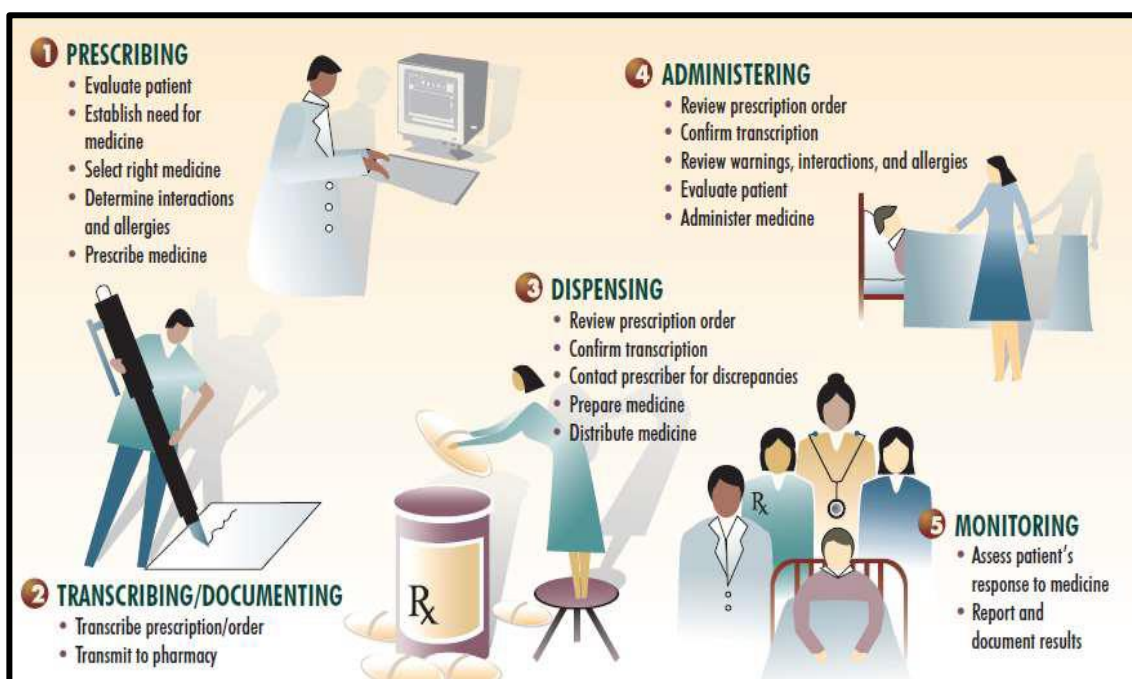 1 PRESCRIBING
• Evaluate patient
• Establish need for
medicine
• Select right medicine
• Determine interactions
and allergies
• Prescribe medicine
2 TRANSCRIBING/DOCUMENTING
• Transcribe prescription/order
• Transmit to pharmacy
3 DISPENSING
• Review prescription order
• Confirm transcription
• Contact prescriber for discrepancies
• Prepare medicine
• Distribute medicine
Rx
4 ADMINISTERING
• Review prescription order
• Confirm transcription
• Review warnings, interactions, and allergies
• Evaluate patient
• Administer medicine
Rx
5 MONITORING
• Assess patient's
response to medicine
• Report and
document results